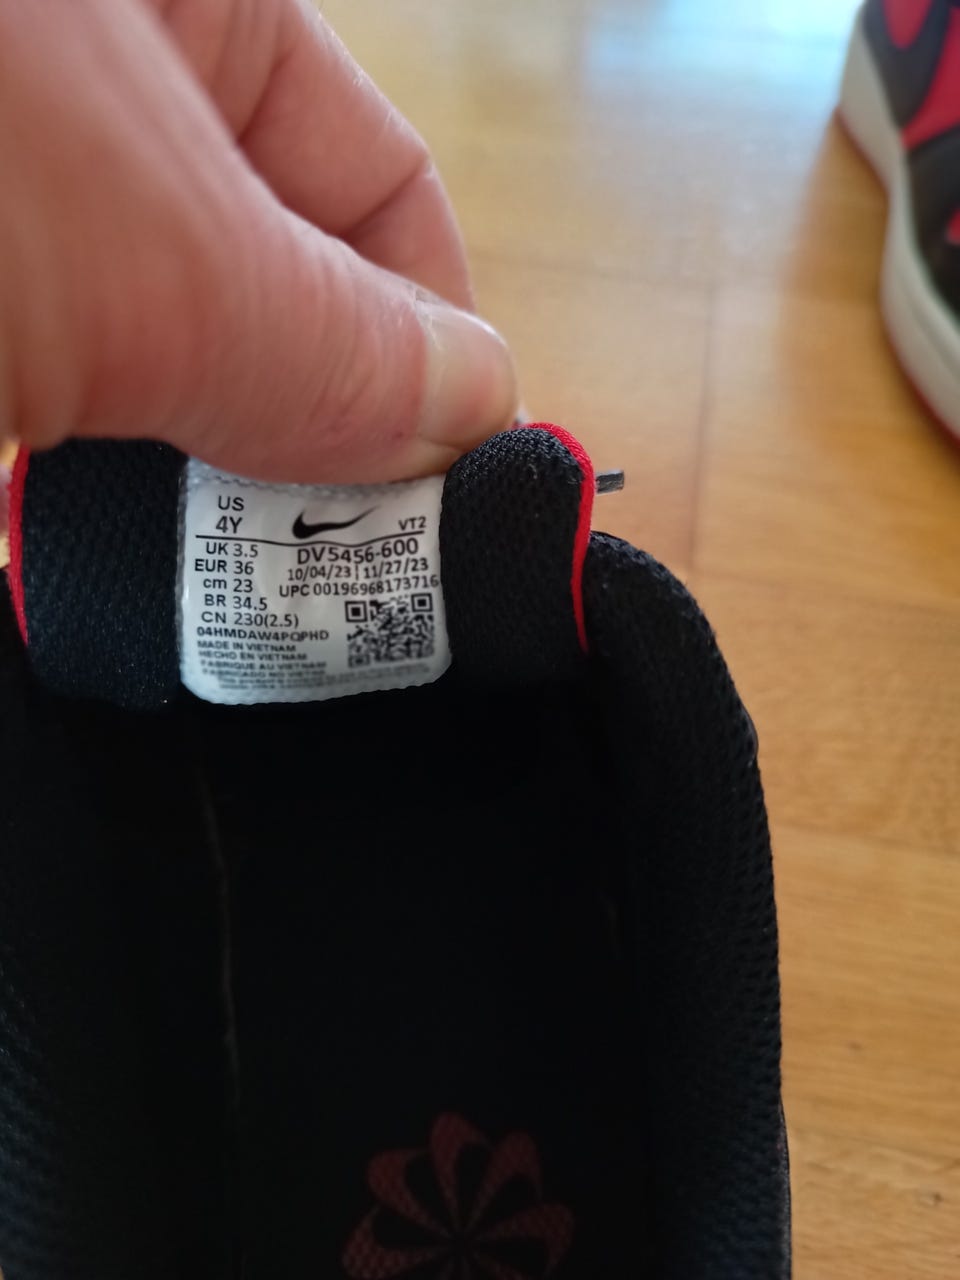 US
4Y
VT2
UK 3.5
DV5456-600
EUR 36
10/04/23 | 11/27/23
cm 23
UPC 00196968173716
BR 34.5
CN 230(2.5)
04HMDAW4PQPHD
MADE IN VIETNAM
HECHO EN VIETNAM
FABRIQUE AU VIETNAM
FABRICADO NO VIETNÃ